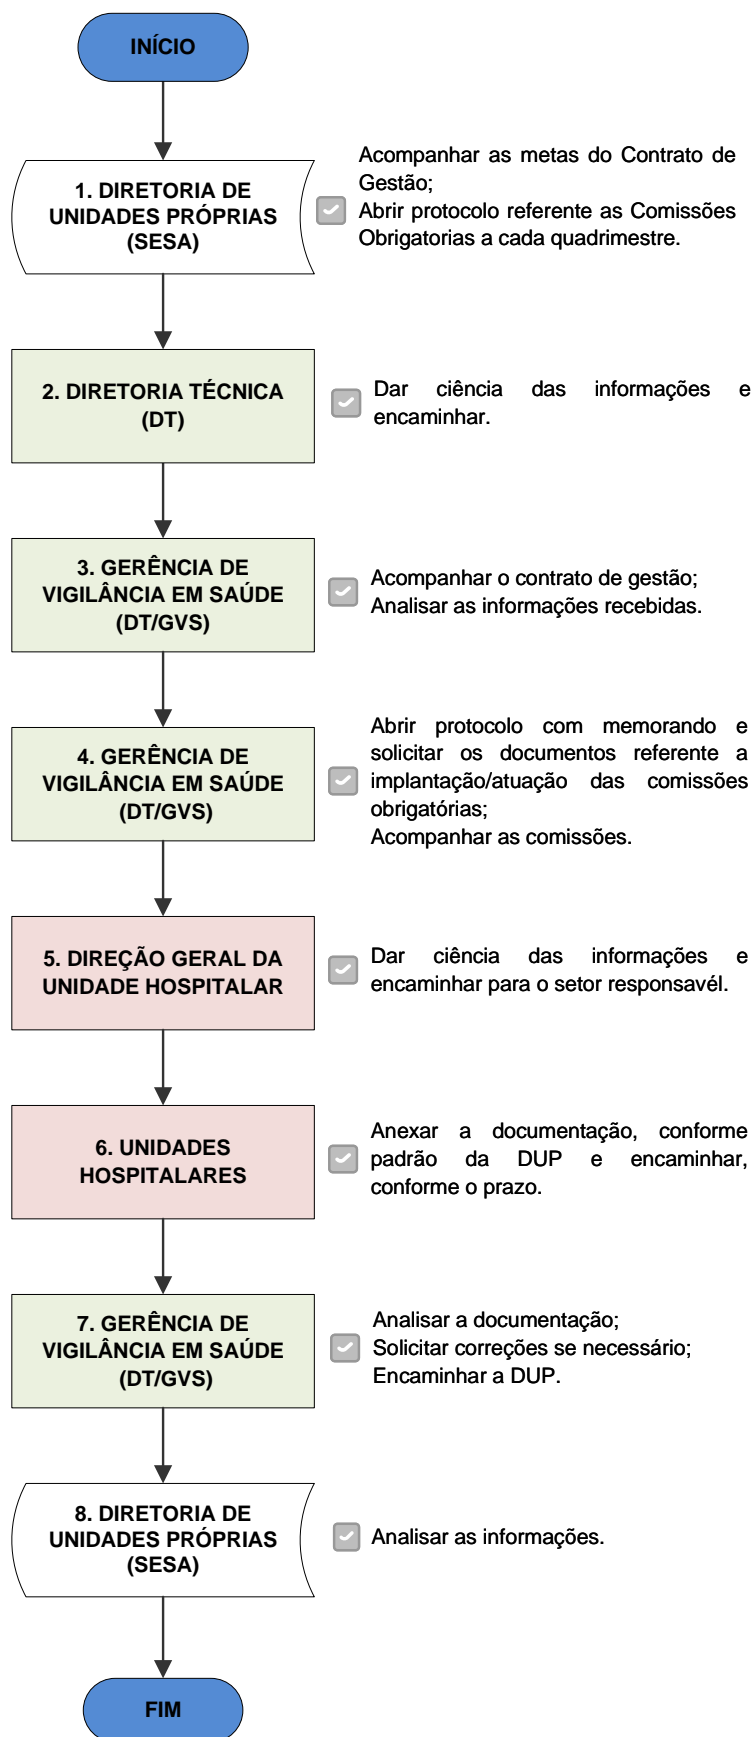 INÍCIO
1. DIRETORIA DE
UNIDADES PRÓPRIAS
(SESA)
Acompanhar as metas do Contrato de
Gestão;
Abrir protocolo referente as Comissões
Obrigatorias a cada quadrimestre.
2. DIRETORIA TÉCNICA
(DT)
Dar ciência das informações e
encaminhar.
3. GERÊNCIA DE
VIGILÂNCIA EM SAÚDE
(DT/GVS)
Acompanhar o contrato de gestão;
Analisar as informações recebidas.
4. GERÊNCIA DE
VIGILÂNCIA EM SAÚDE
(DT/GVS)
Abrir protocolo com memorando e
solicitar os documentos referente a
implantação/atuação das comissões
obrigatórias;
Acompanhar as comissões.
5. DIREÇÃO GERAL DA
UNIDADE HOSPITALAR
Dar ciência das informações e
encaminhar para o setor responsavél.
6. UNIDADES
HOSPITALARES
Anexar a documentação, conforme
padrão da DUP e encaminhar,
conforme o prazo.
7. GERÊNCIA DE
VIGILÂNCIA EM SAÚDE
(DT/GVS)
Analisar a documentação;
Solicitar correções se necessário;
Encaminhar a DUP.
8. DIRETORIA DE
UNIDADES PRÓPRIAS
(SESA)
Analisar as informações.
FIM